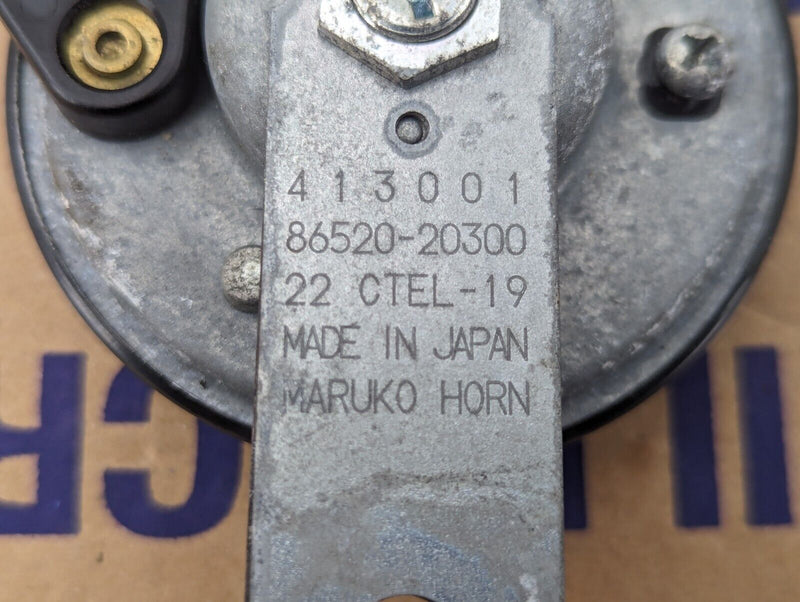 413001
86520-20300
22 CTEL-19
MADE IN JAPAN
MARUKO HORN